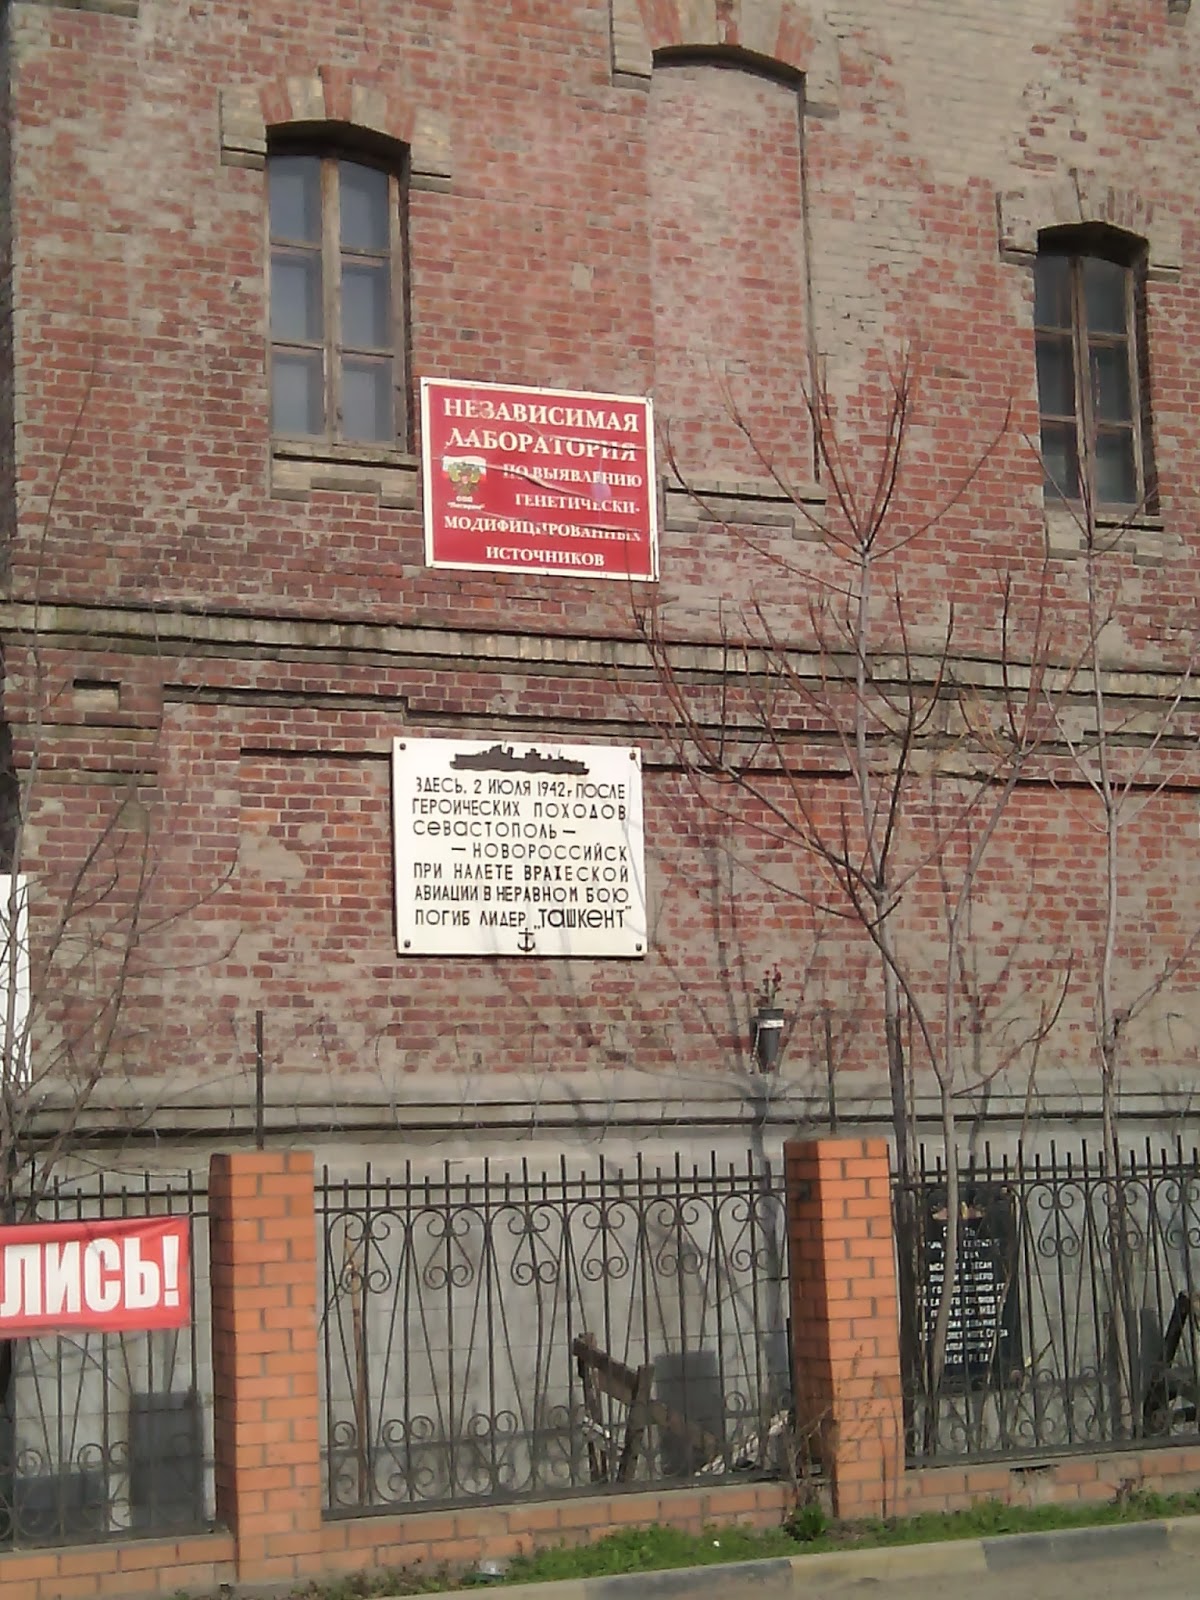 НЕЗАВИСИМАЯ
ЛАБОРАТОРИЯ
ПО ВЫЯВЛЕНИЮ
ГЕНЕТИЧЕСКИ-
МОДИФИЦИРОВАННЫХ
ИСТОЧНИКОВ
ООО
ЗДЕСЬ, 2 ИЮЛЯ 1942г ПОСЛЕ
ГЕРОИЧЕСКИХ ПОХОДОВ
СЕВАСТОПОЛЬ —
— НОВОРОССИЙСК
ПРИ НАЛЕТЕ ВРАЖЕСКОЙ
АВИАЦИИ В НЕРАВНОМ БОЮ
ПОГИБ ЛИДЕР „ТАШКЕНТ"
ЛИСЬ!